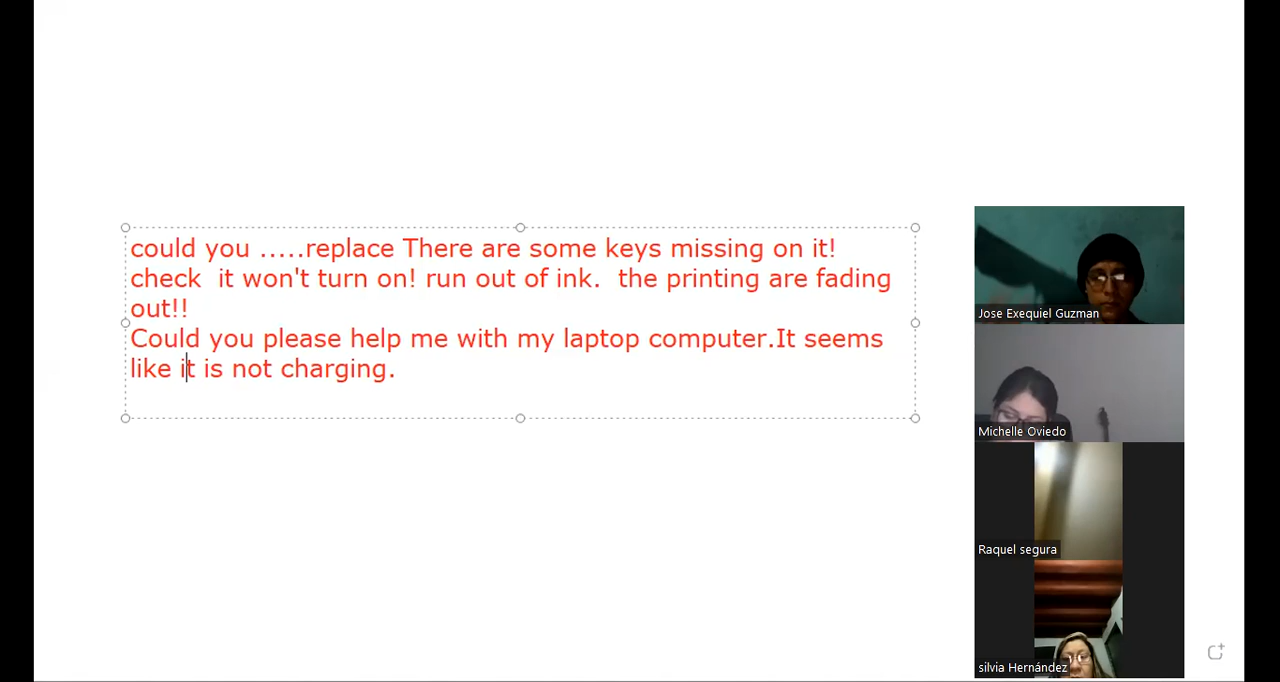 could you .....replace There are some keys missing on it!
check  it won't turn on! run out of ink.  the printing are fading
out!!
Could you please help me with my laptop computer.It seems
like it is not charging.
Jose Exequiel Guzman
Michelle Oviedo
Raquel segura
silvia Hernández